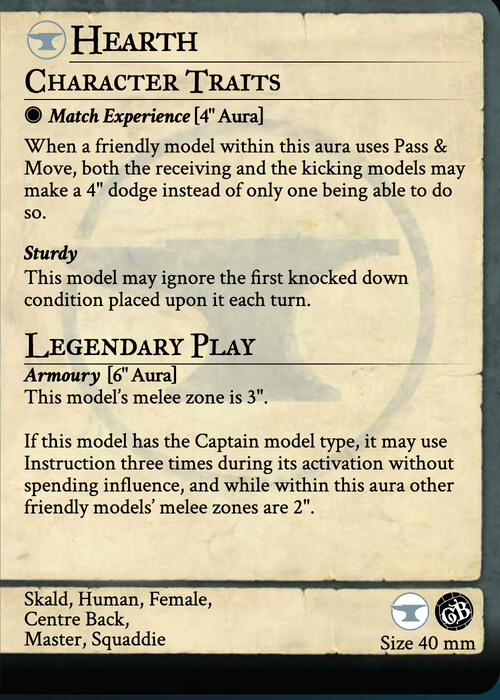 Hearth
Character Traits
Match Experience [4" Aura]
When a friendly model within this aura uses Pass &
Move, both the receiving and the kicking models may
make a 4" dodge instead of only one being able to do
so.
Sturdy
This model may ignore the first knocked down
condition placed upon it each turn.
Legendary Play
Armoury [6" Aura]
This model's melee zone is 3".
If this model has the Captain model type, it may use
Instruction three times during its activation without
spending influence, and while within this aura other
friendly models' melee zones are 2".
Skald, Human, Female,
Centre Back,
Master, Squaddie
GB
Size 40 mm